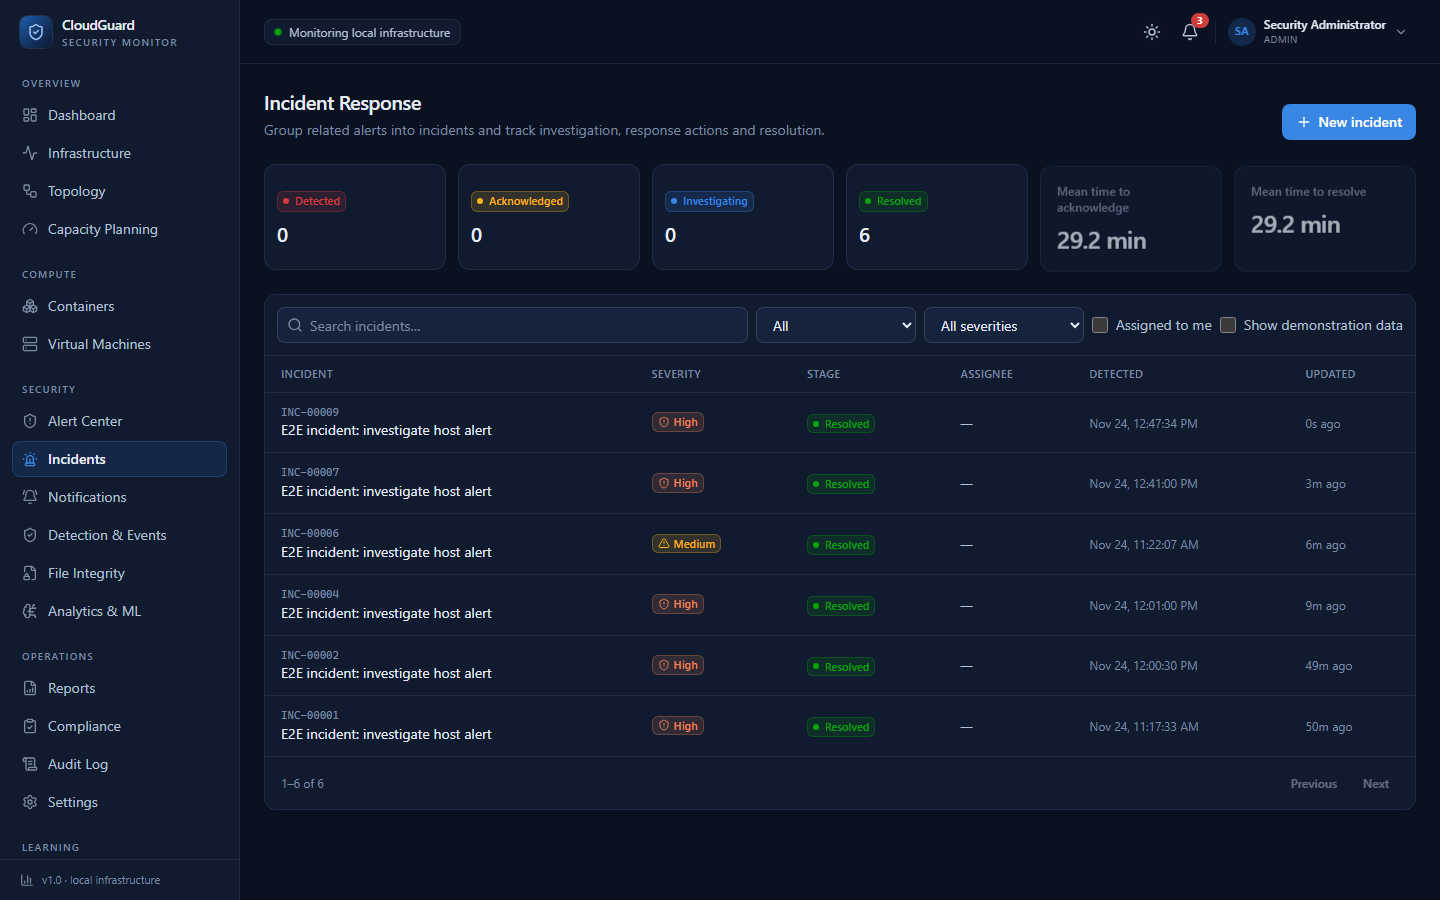 CloudGuard
SECURITY MONITOR
Monitoring local infrastructure
3
SA
Security Administrator
ADMIN
OVERVIEW
Dashboard
Infrastructure
Topology
Capacity Planning
COMPUTE
Containers
Virtual Machines
SECURITY
Alert Center
Incidents
Notifications
Detection & Events
File Integrity
Analytics & ML
OPERATIONS
Reports
Compliance
Audit Log
Settings
LEARNING
v1.0 · local infrastructure
Incident Response
Group related alerts into incidents and track investigation, response actions and resolution.
New incident
Detected
0
Acknowledged
0
Investigating
0
Resolved
6
Mean time to
acknowledge
29.2 min
Mean time to resolve
29.2 min
Search incidents...
All
All severities
Assigned to me
Show demonstration data
INCIDENT SEVERITY STAGE ASSIGNEE DETECTED UPDATED
INC-00009
E2E incident: investigate host alert High Resolved — Nov 24, 12:47:34 PM 0s ago
INC-00007
E2E incident: investigate host alert High Resolved — Nov 24, 12:41:00 PM 3m ago
INC-00006
E2E incident: investigate host alert Medium Resolved — Nov 24, 11:22:07 AM 6m ago
INC-00004
E2E incident: investigate host alert High Resolved — Nov 24, 12:01:00 PM 9m ago
INC-00002
E2E incident: investigate host alert High Resolved — Nov 24, 12:00:30 PM 49m ago
INC-00001
E2E incident: investigate host alert High Resolved — Nov 24, 11:17:33 AM 50m ago
1–6 of 6
Previous Next